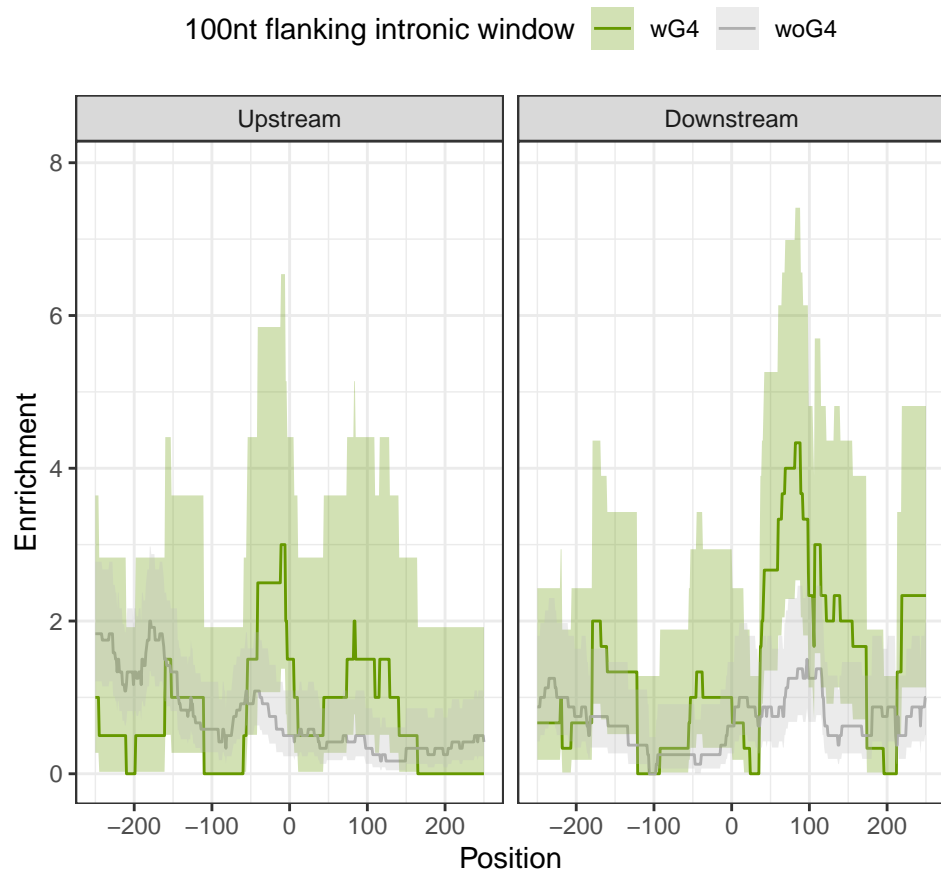 100nt flanking intronic window wG4 woG4
Upstream Downstream
8
6
4
2
0
Enrrichment
−200 −100 0 100 200 −200 −100 0 100 200
Position